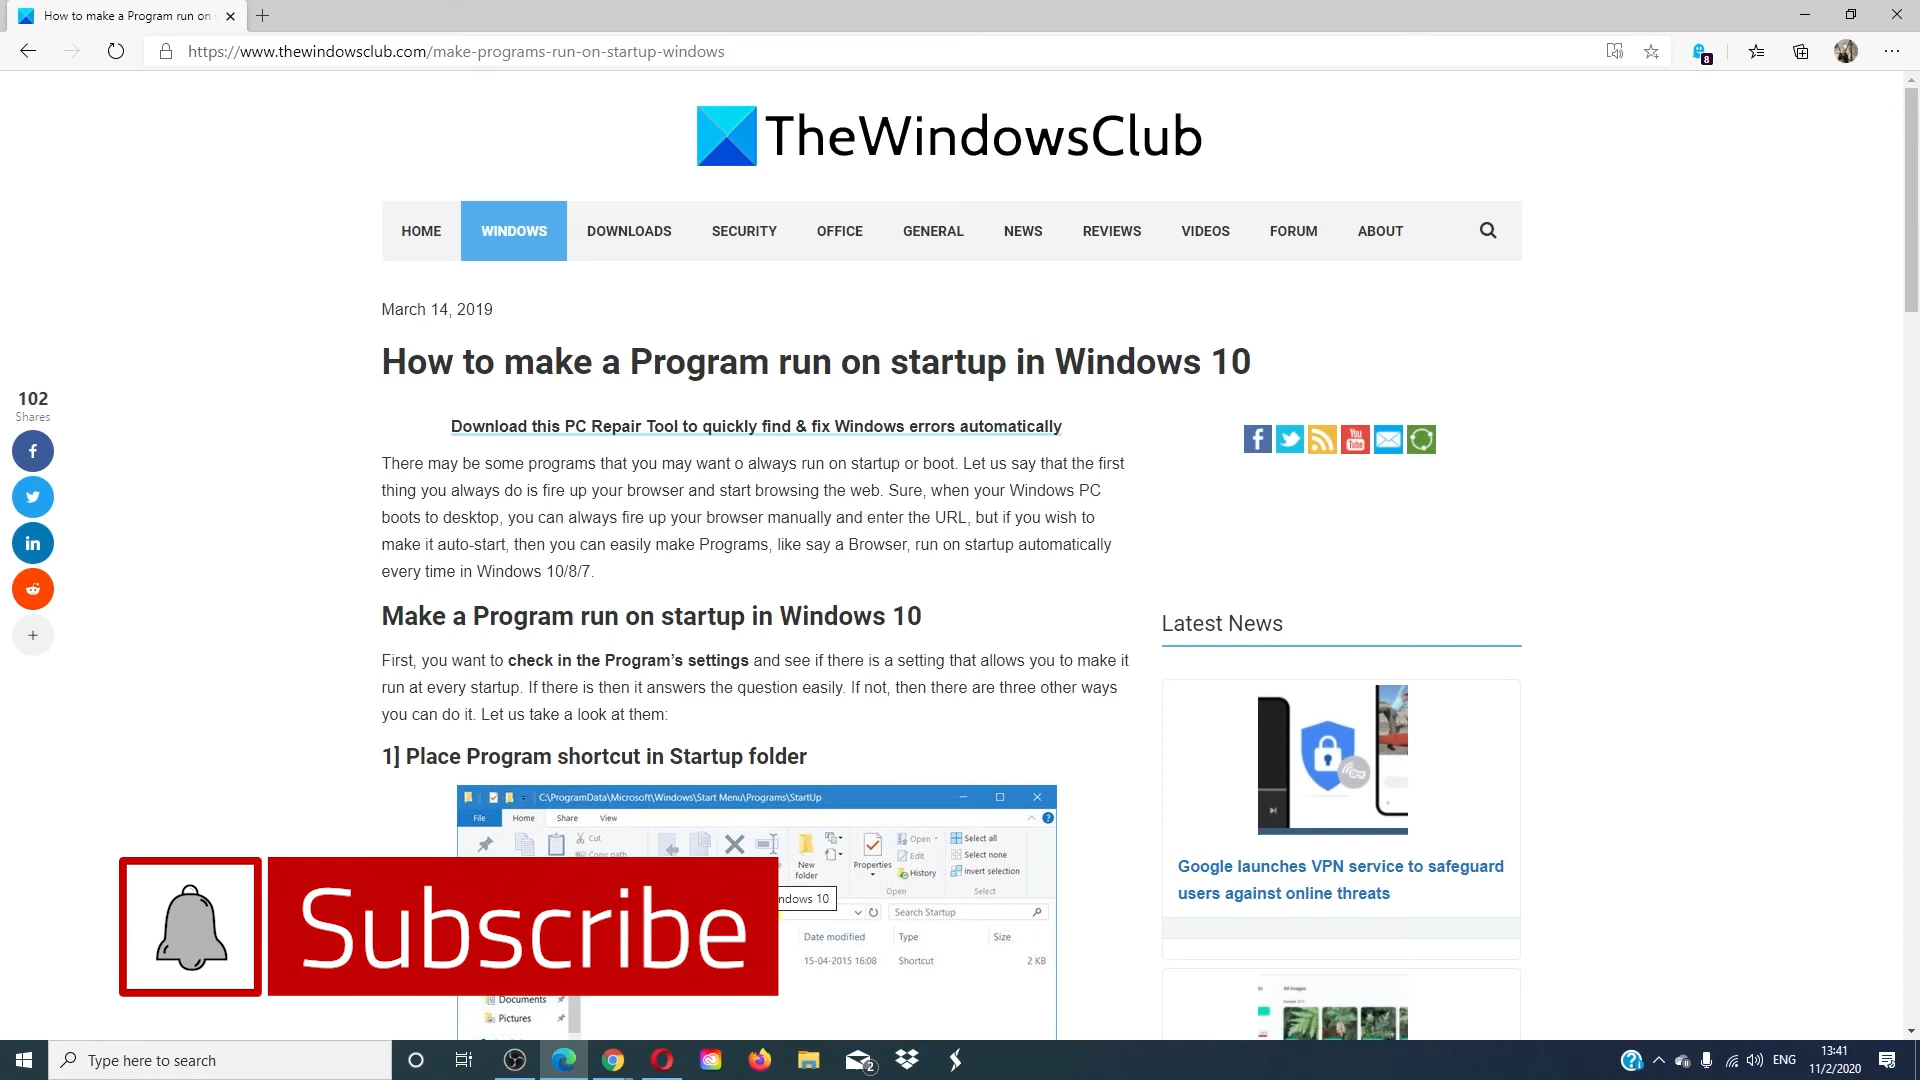 How to make a Program run on
https://www.thewindowsclub.com/make-programs-run-on-startup-windows
8
TheWindowsClub
HOME WINDOWS DOWNLOADS SECURITY OFFICE GENERAL NEWS REVIEWS VIDEOS FORUM ABOUT
March 14, 2019
How to make a Program run on startup in Windows 10
102
Shares
Download this PC Repair Tool to quickly find & fix Windows errors automatically
There may be some programs that you may want o always run on startup or boot. Let us say that the first
thing you always do is fire up your browser and start browsing the web. Sure, when your Windows PC
boots to desktop, you can always fire up your browser manually and enter the URL, but if you wish to
make it auto-start, then you can easily make Programs, like say a Browser, run on startup automatically
every time in Windows 10/8/7.
Make a Program run on startup in Windows 10
First, you want to check in the Program's settings and see if there is a setting that allows you to make it
run at every startup. If there is then it answers the question easily. If not, then there are three other ways
you can do it. Let us take a look at them:
1] Place Program shortcut in Startup folder
C:\ProgramData\Microsoft\Windows\Start Menu\Programs\StartUp
File Home Share View
Cut
Copy path
New folder
Properties
Open
Edit
History
Open
Select all
Select none
Invert selection
Select
ndows 10
Search Startup
Date modified Type Size
15-04-2015 16:08 Shortcut 2 KB
Documents
Pictures
Subscribe
Latest News
Google launches VPN service to safeguard
users against online threats
All images
Type here to search
2
ENG
13:41
11/2/2020